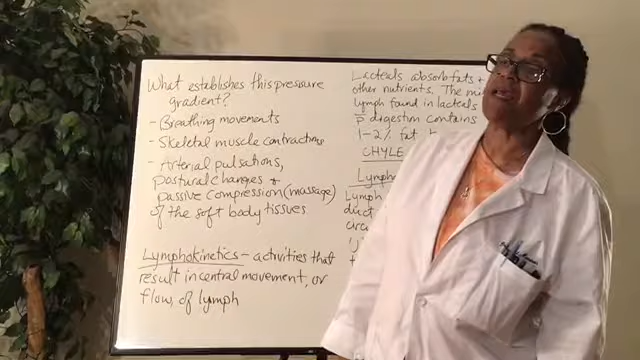 What establishes this pressure
gradient?
- Breathing movements
- Skeletal muscle contractions
- Arterial pulsations,
postural changes &
passive compression (massage)
of the soft body tissues
Lymphokinetics - activities that
result in central movement, or
flow, of lymph
Lacteals absorb fats +
other nutrients. The
lymph found in lacteals
p̄ digestion contains
1-2% fat
CHYLE
Lymph
duct